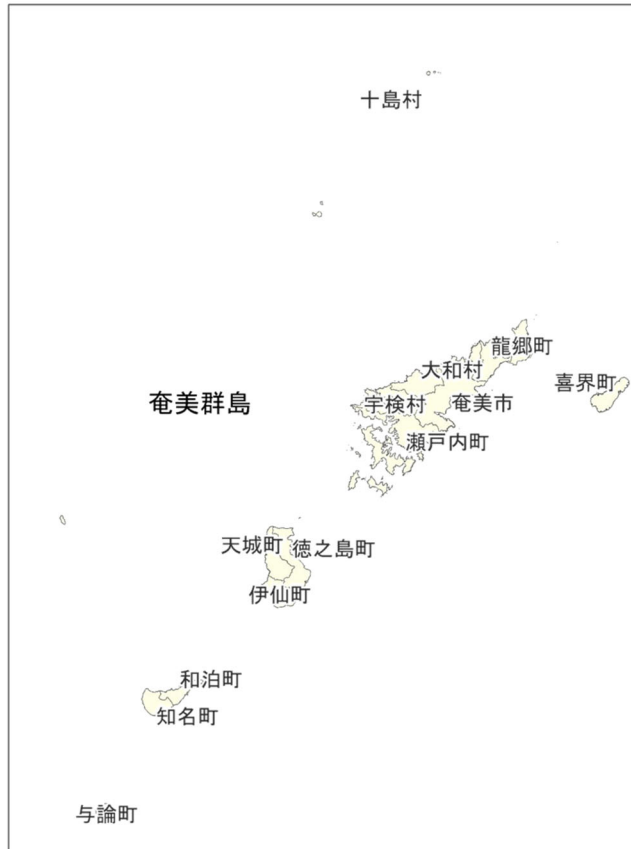 十島村
龍郷町
大和村
喜界町
奄美群島
宇検村
奄美市
瀬戸内町
天城町
徳之島町
伊仙町
和泊町
知名町
与論町